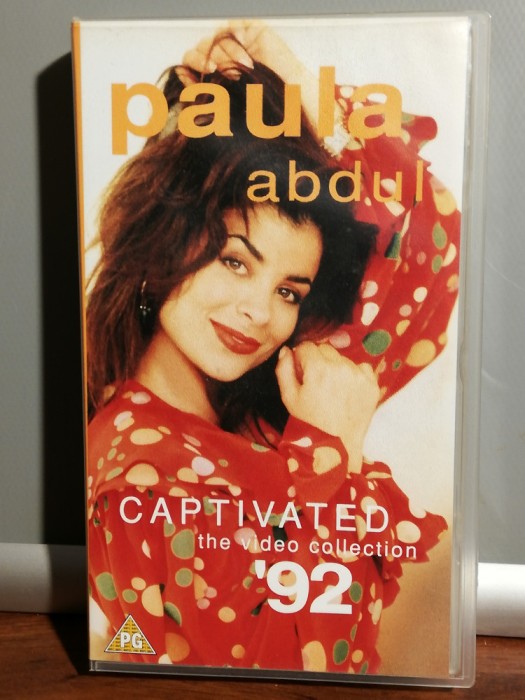 paula
abdul
CAPTIVATED
the video collection
'92
PG